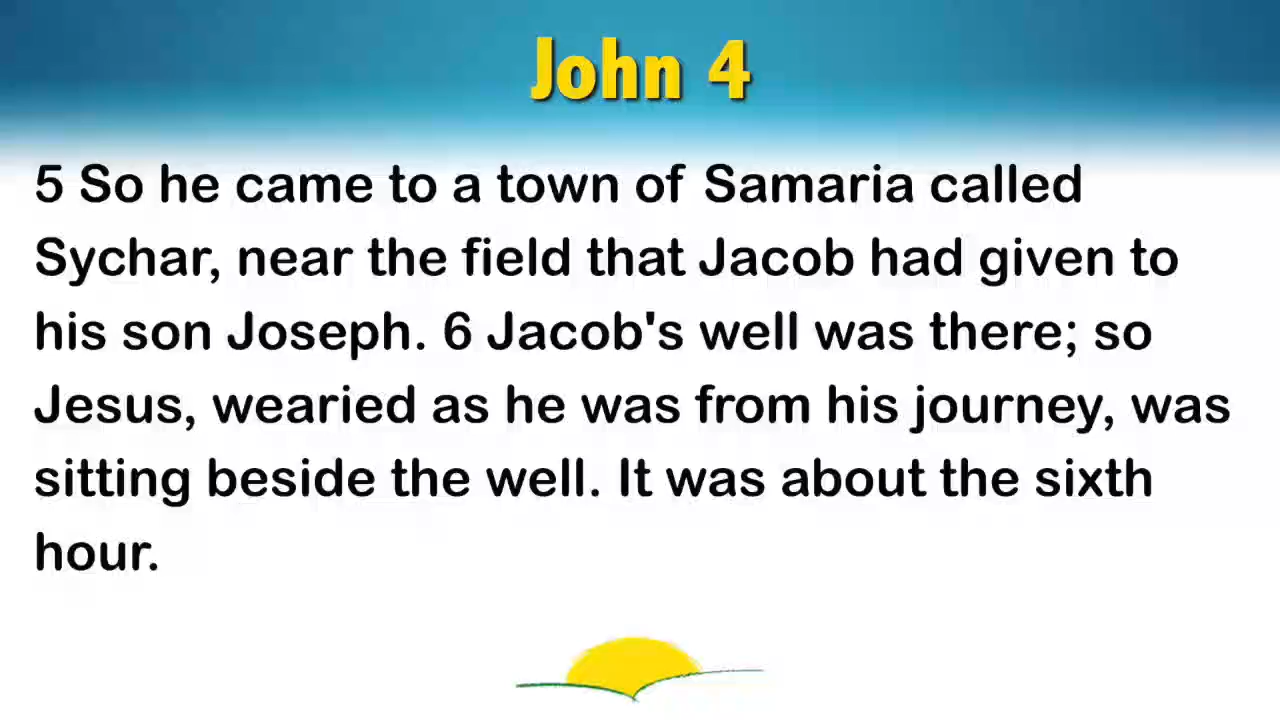 John 4
5 So he came to a town of Samaria called
Sychar, near the field that Jacob had given to
his son Joseph. 6 Jacob's well was there; so
Jesus, wearied as he was from his journey, was
sitting beside the well. It was about the sixth
hour.